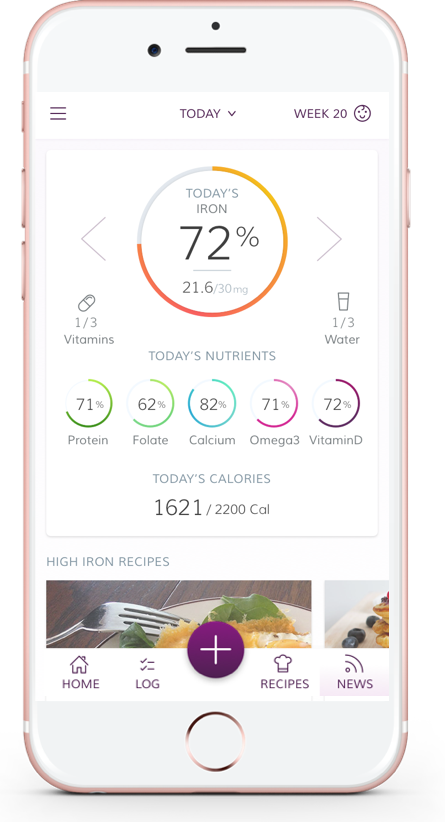 TODAY
WEEK 20
TODAY'S
IRON
72%
21.6/30mg
1/3
Vitamins
1/3
Water
TODAY'S NUTRIENTS
71% 62% 82% 71% 72%
Protein Folate Calcium Omega3 VitaminD
TODAY'S CALORIES
1621 / 2200 Cal
HIGH IRON RECIPES
HOME LOG RECIPES NEWS